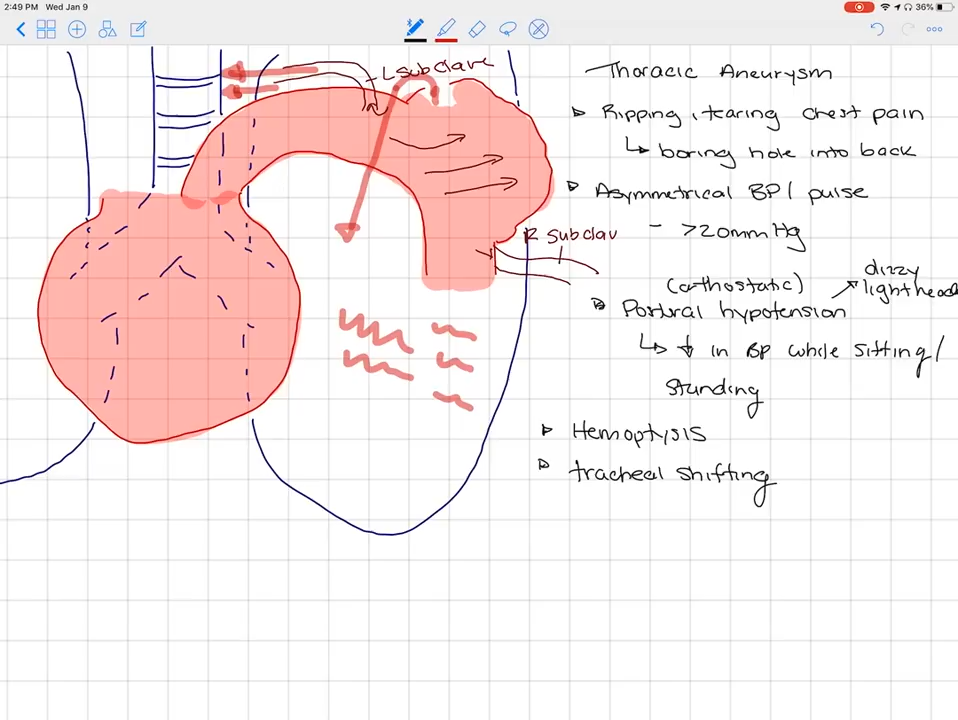 2:49 PM Wed Jan 9
36%
L subclave
Thoracic Aneurysm
Ripping, tearing chest pain
boring hole into back
Asymmetrical BP/pulse
- >20mmHg
R subclav
(orthostatic)
dizzy
lighthead
Postural hypotension
↳ ↓ in BP while sitting/
standing
Hemoptysis
tracheal shifting